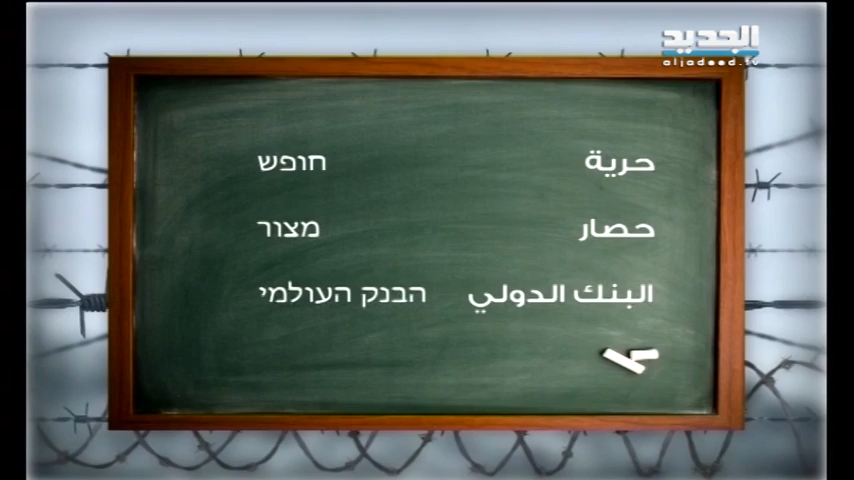 الجديد
aljadeed.tv
حرية חופש
حصار מצור
البنك الدولي הבנק העולמי